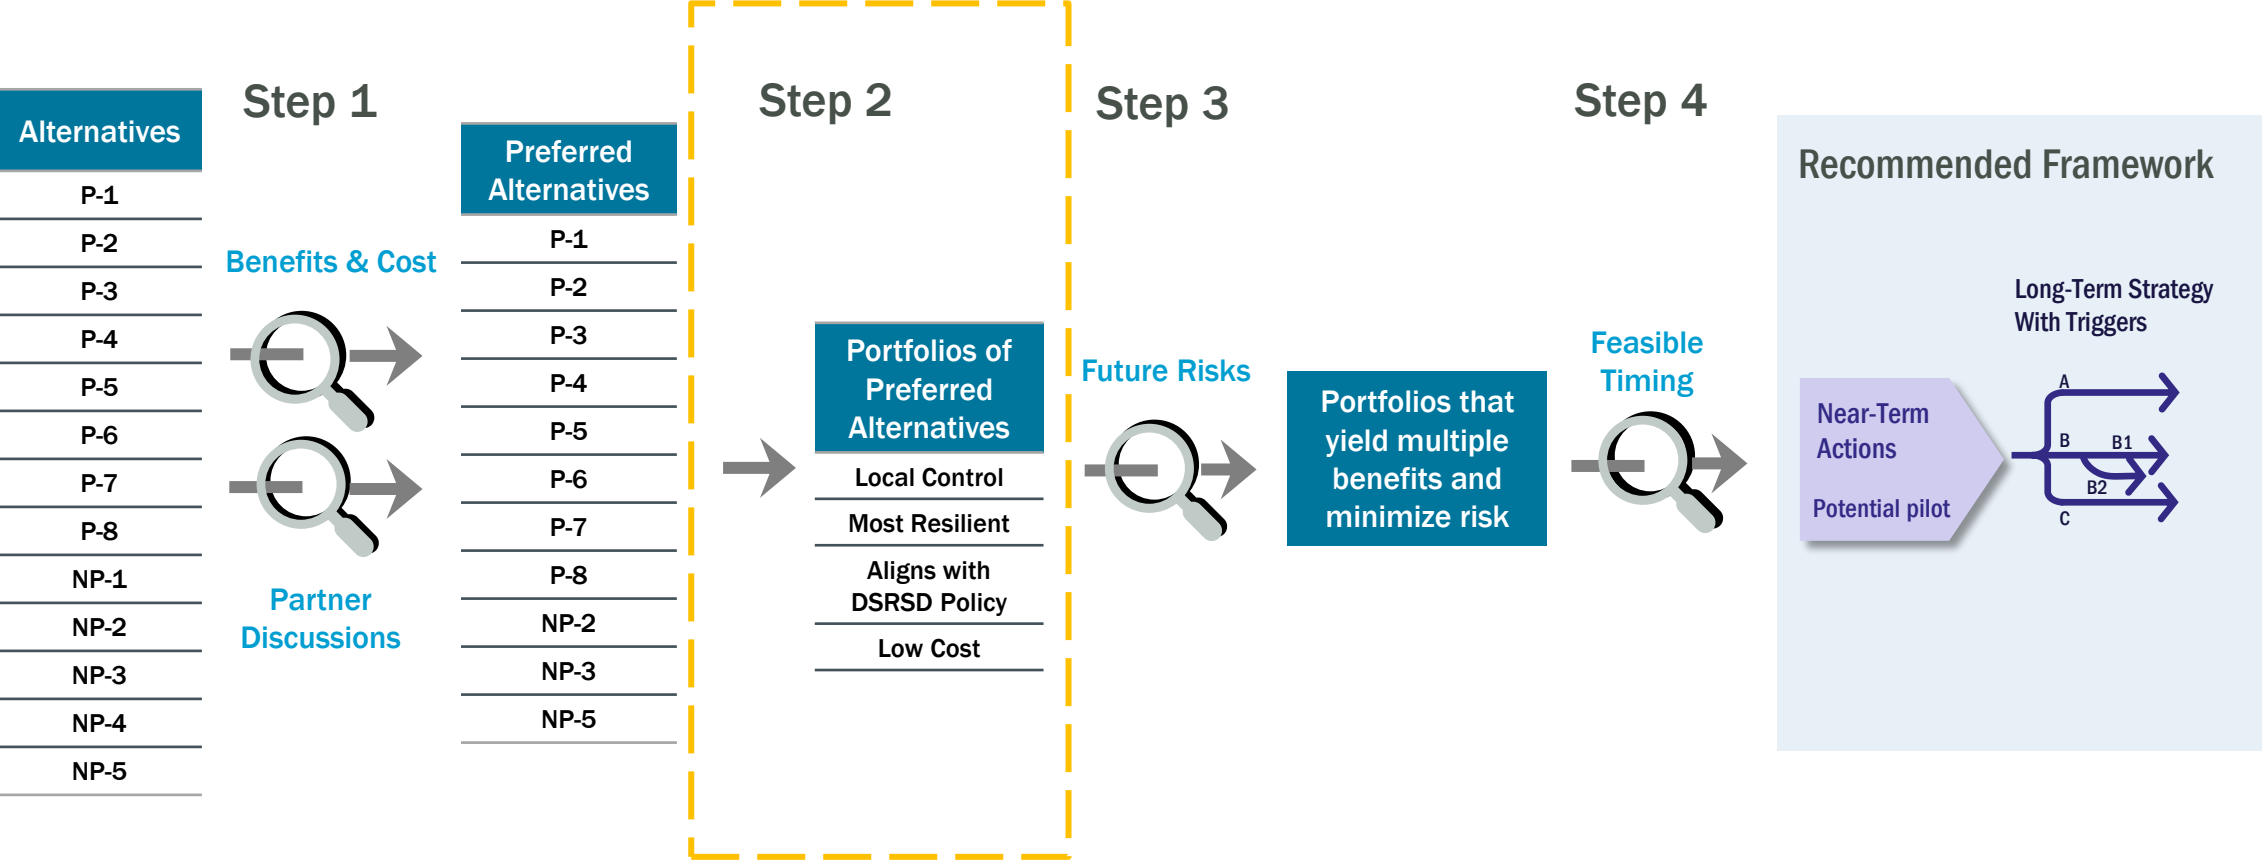 Alternatives
P-1
P-2
P-3
P-4
P-5
P-6
P-7
P-8
NP-1
NP-2
NP-3
NP-4
NP-5
Step 1
Benefits & Cost
Partner
Discussions
Preferred
Alternatives
P-1
P-2
P-3
P-4
P-5
P-6
P-7
P-8
NP-2
NP-3
NP-5
Step 2
Portfolios of
Preferred
Alternatives
Local Control
Most Resilient
Aligns with
DSRSD Policy
Low Cost
Step 3
Future Risks
Portfolios that
yield multiple
benefits and
minimize risk
Step 4
Feasible
Timing
Recommended Framework
Long-Term Strategy
With Triggers
Near-Term
Actions
Potential pilot
A
B
B1
B2
C